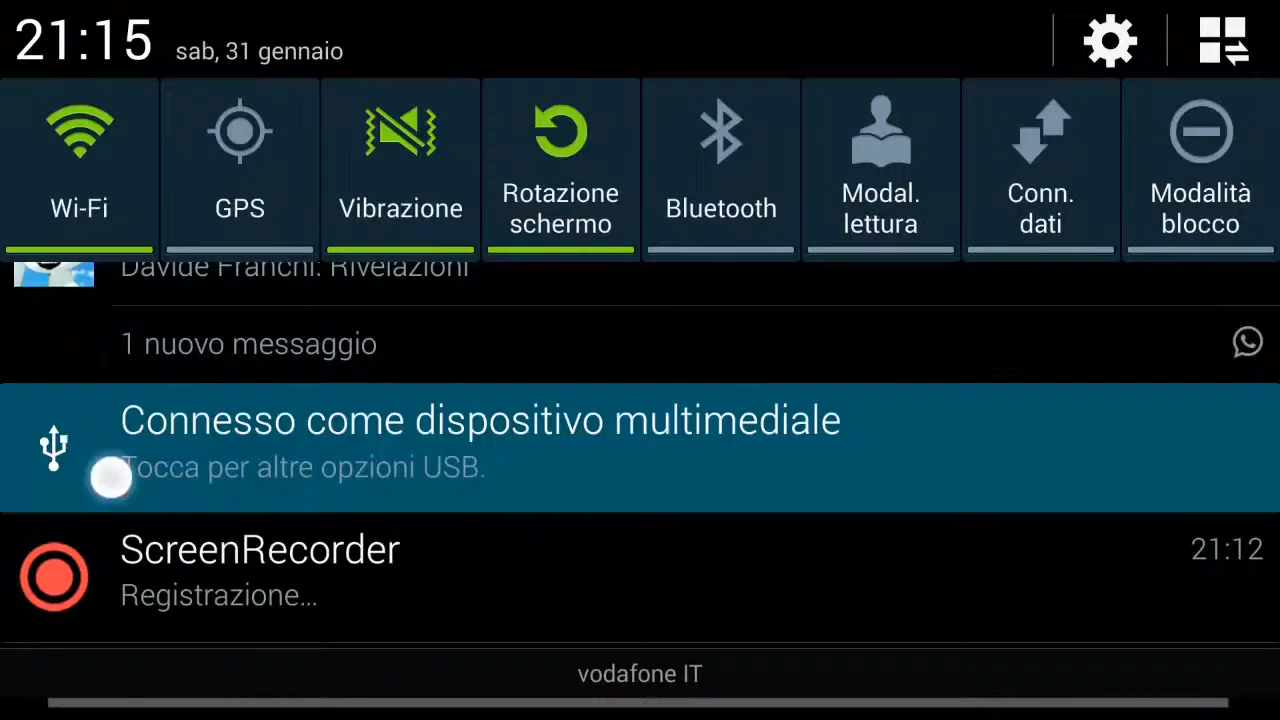 21:15 sab, 31 gennaio
Wi-Fi
GPS
Vibrazione
Rotazione
schermo
Bluetooth
Modal.
lettura
Conn.
dati
Modalità
blocco
Davide Franchi: Rivelazioni
1 nuovo messaggio
Connesso come dispositivo multimediale
Tocca per altre opzioni USB.
ScreenRecorder 21:12
Registrazione...
vodafone IT